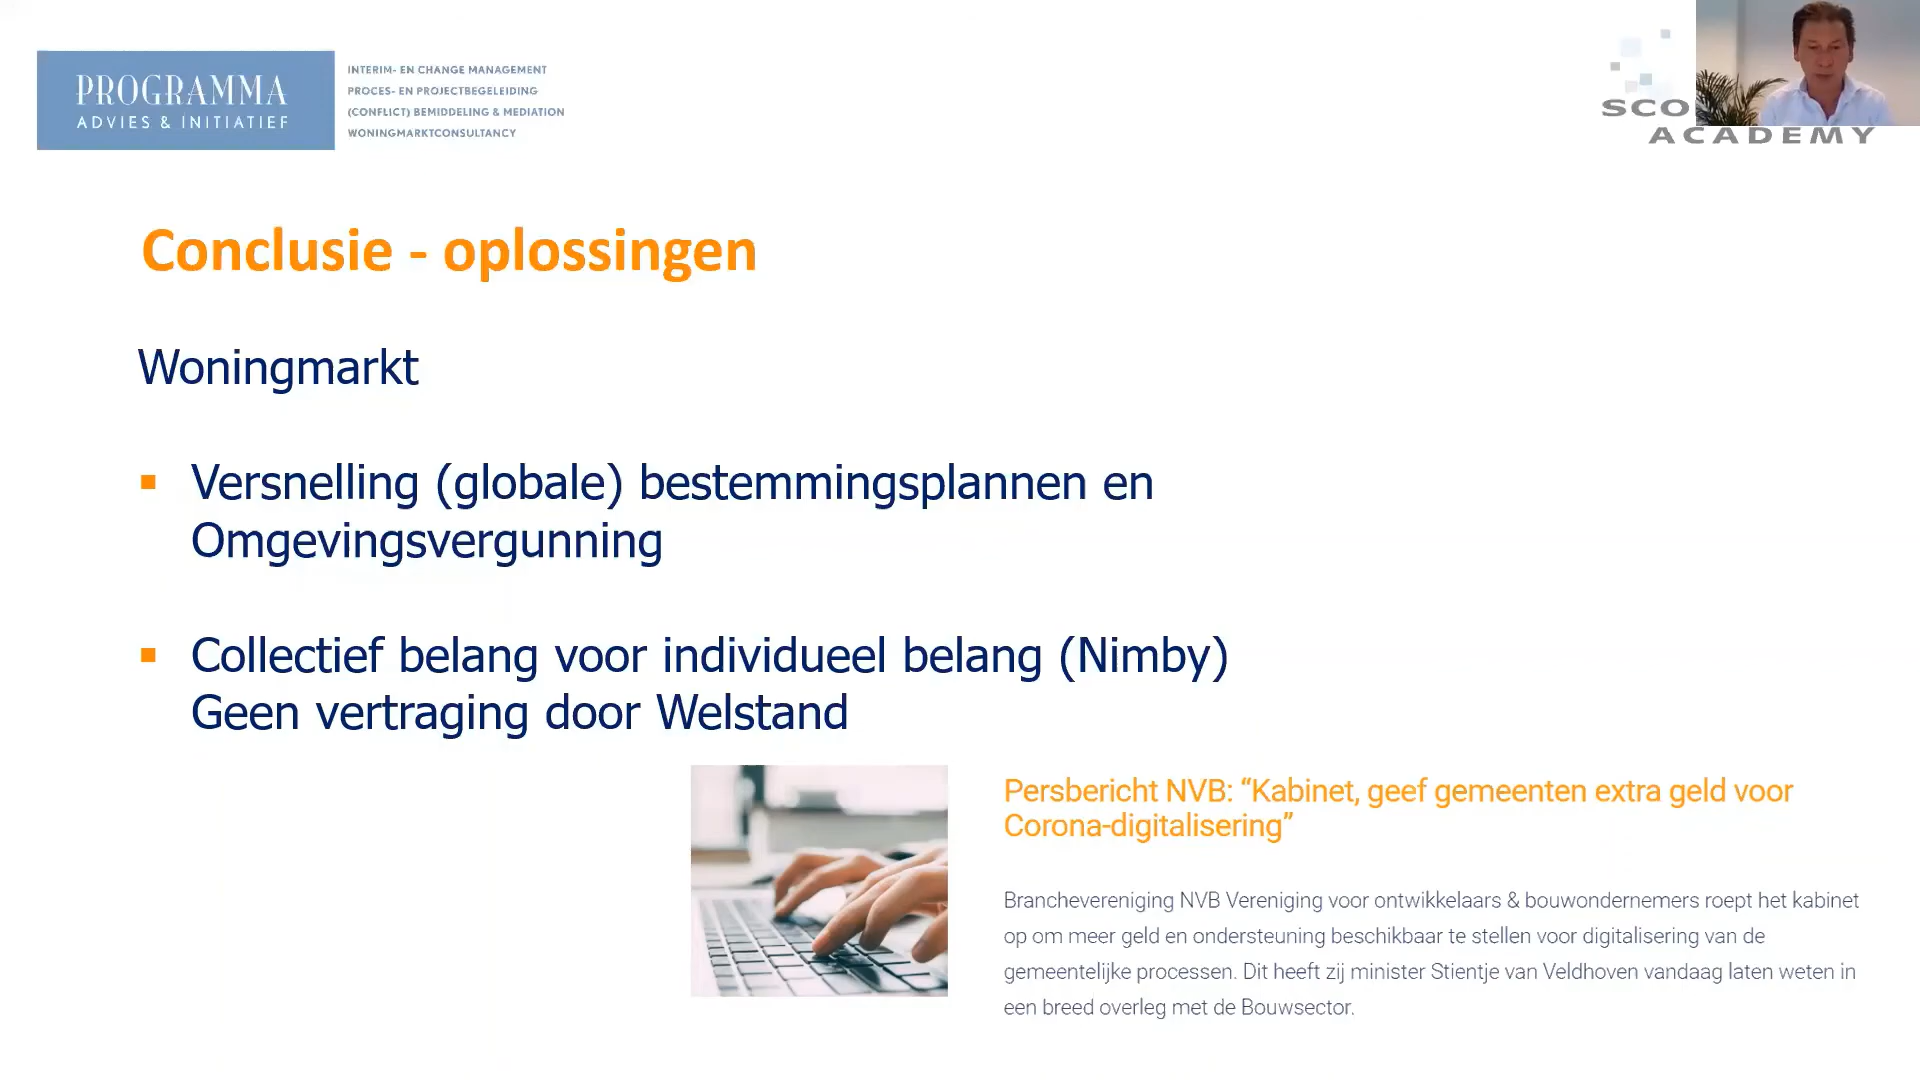 PROGRAMMA
ADVIES & INITIATIEF
INTERIM- EN CHANGE MANAGEMENT
PROCES- EN PROJECTBEGELEIDING
(CONFLICT) BEMIDDELING & MEDIATION
WONINGMARKTCONSULTANCY
SCO
ACADEMY
Conclusie - oplossingen
Woningmarkt
▪ Versnelling (globale) bestemmingsplannen en
Omgevingsvergunning
▪ Collectief belang voor individueel belang (Nimby)
Geen vertraging door Welstand
Persbericht NVB: “Kabinet, geef gemeenten extra geld voor
Corona-digitalisering”
Branchevereniging NVB Vereniging voor ontwikkelaars & bouwondernemers roept het kabinet
op om meer geld en ondersteuning beschikbaar te stellen voor digitalisering van de
gemeentelijke processen. Dit heeft zij minister Stientje van Veldhoven vandaag laten weten in
een breed overleg met de Bouwsector.